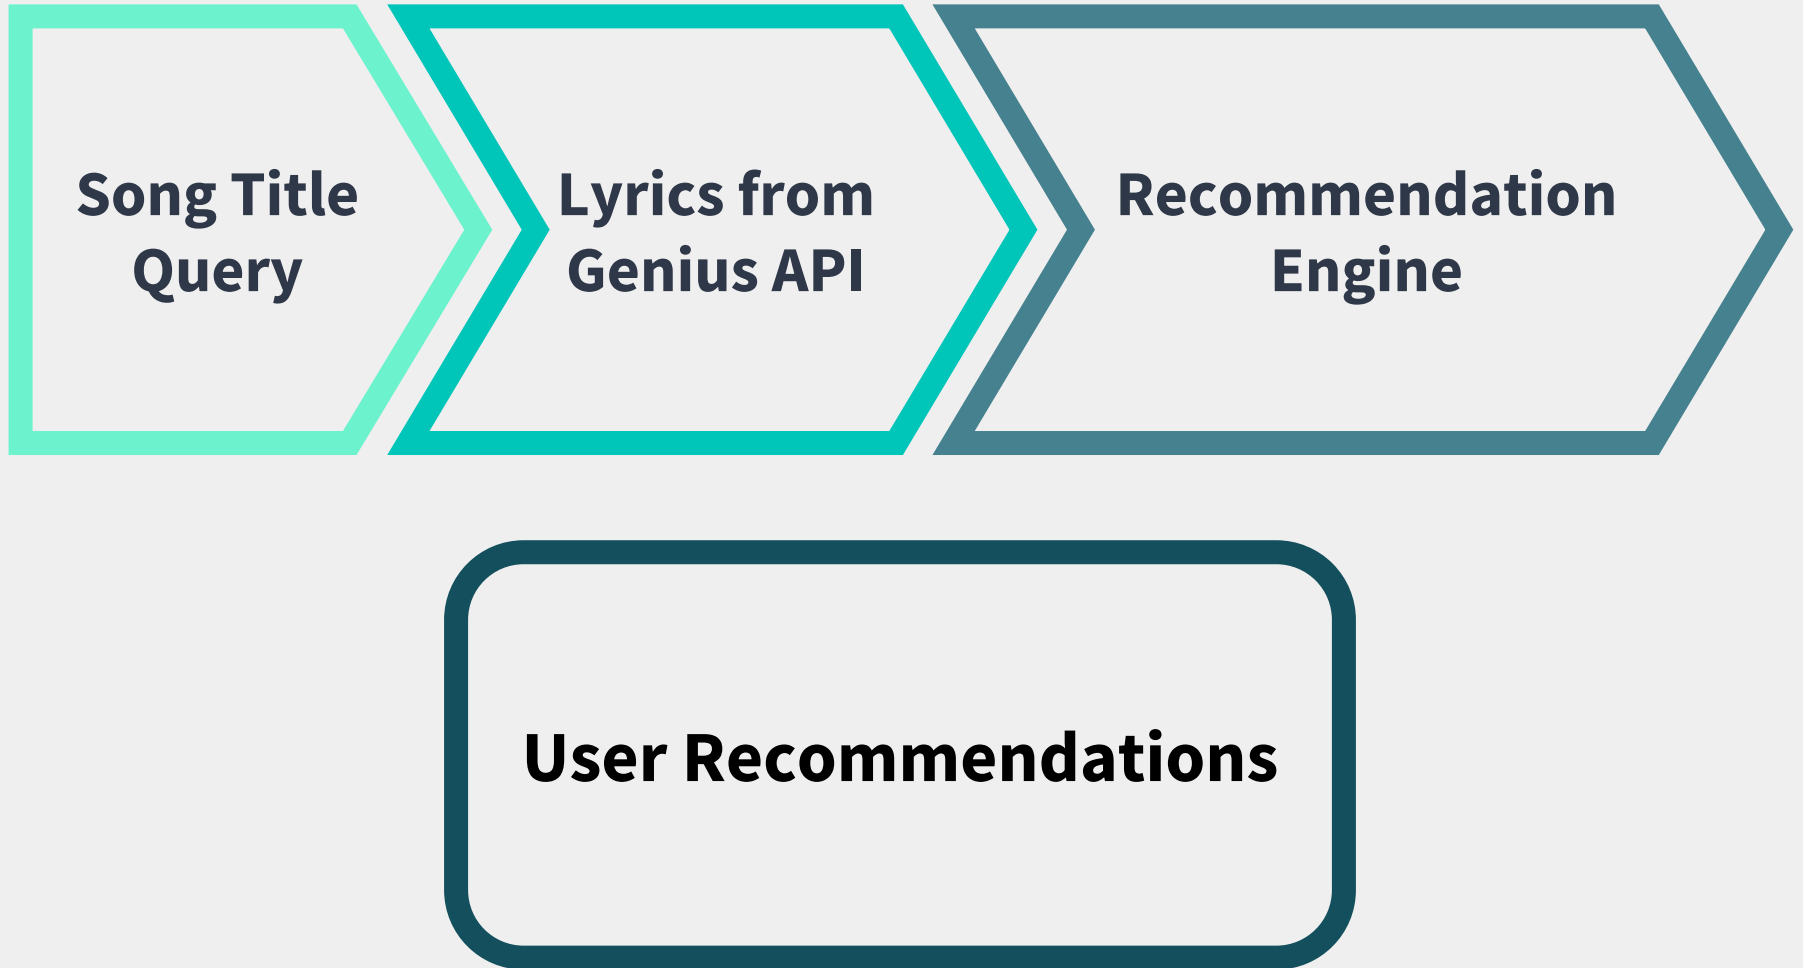 Song Title
Query
Lyrics from
Genius API
Recommendation
Engine
User Recommendations